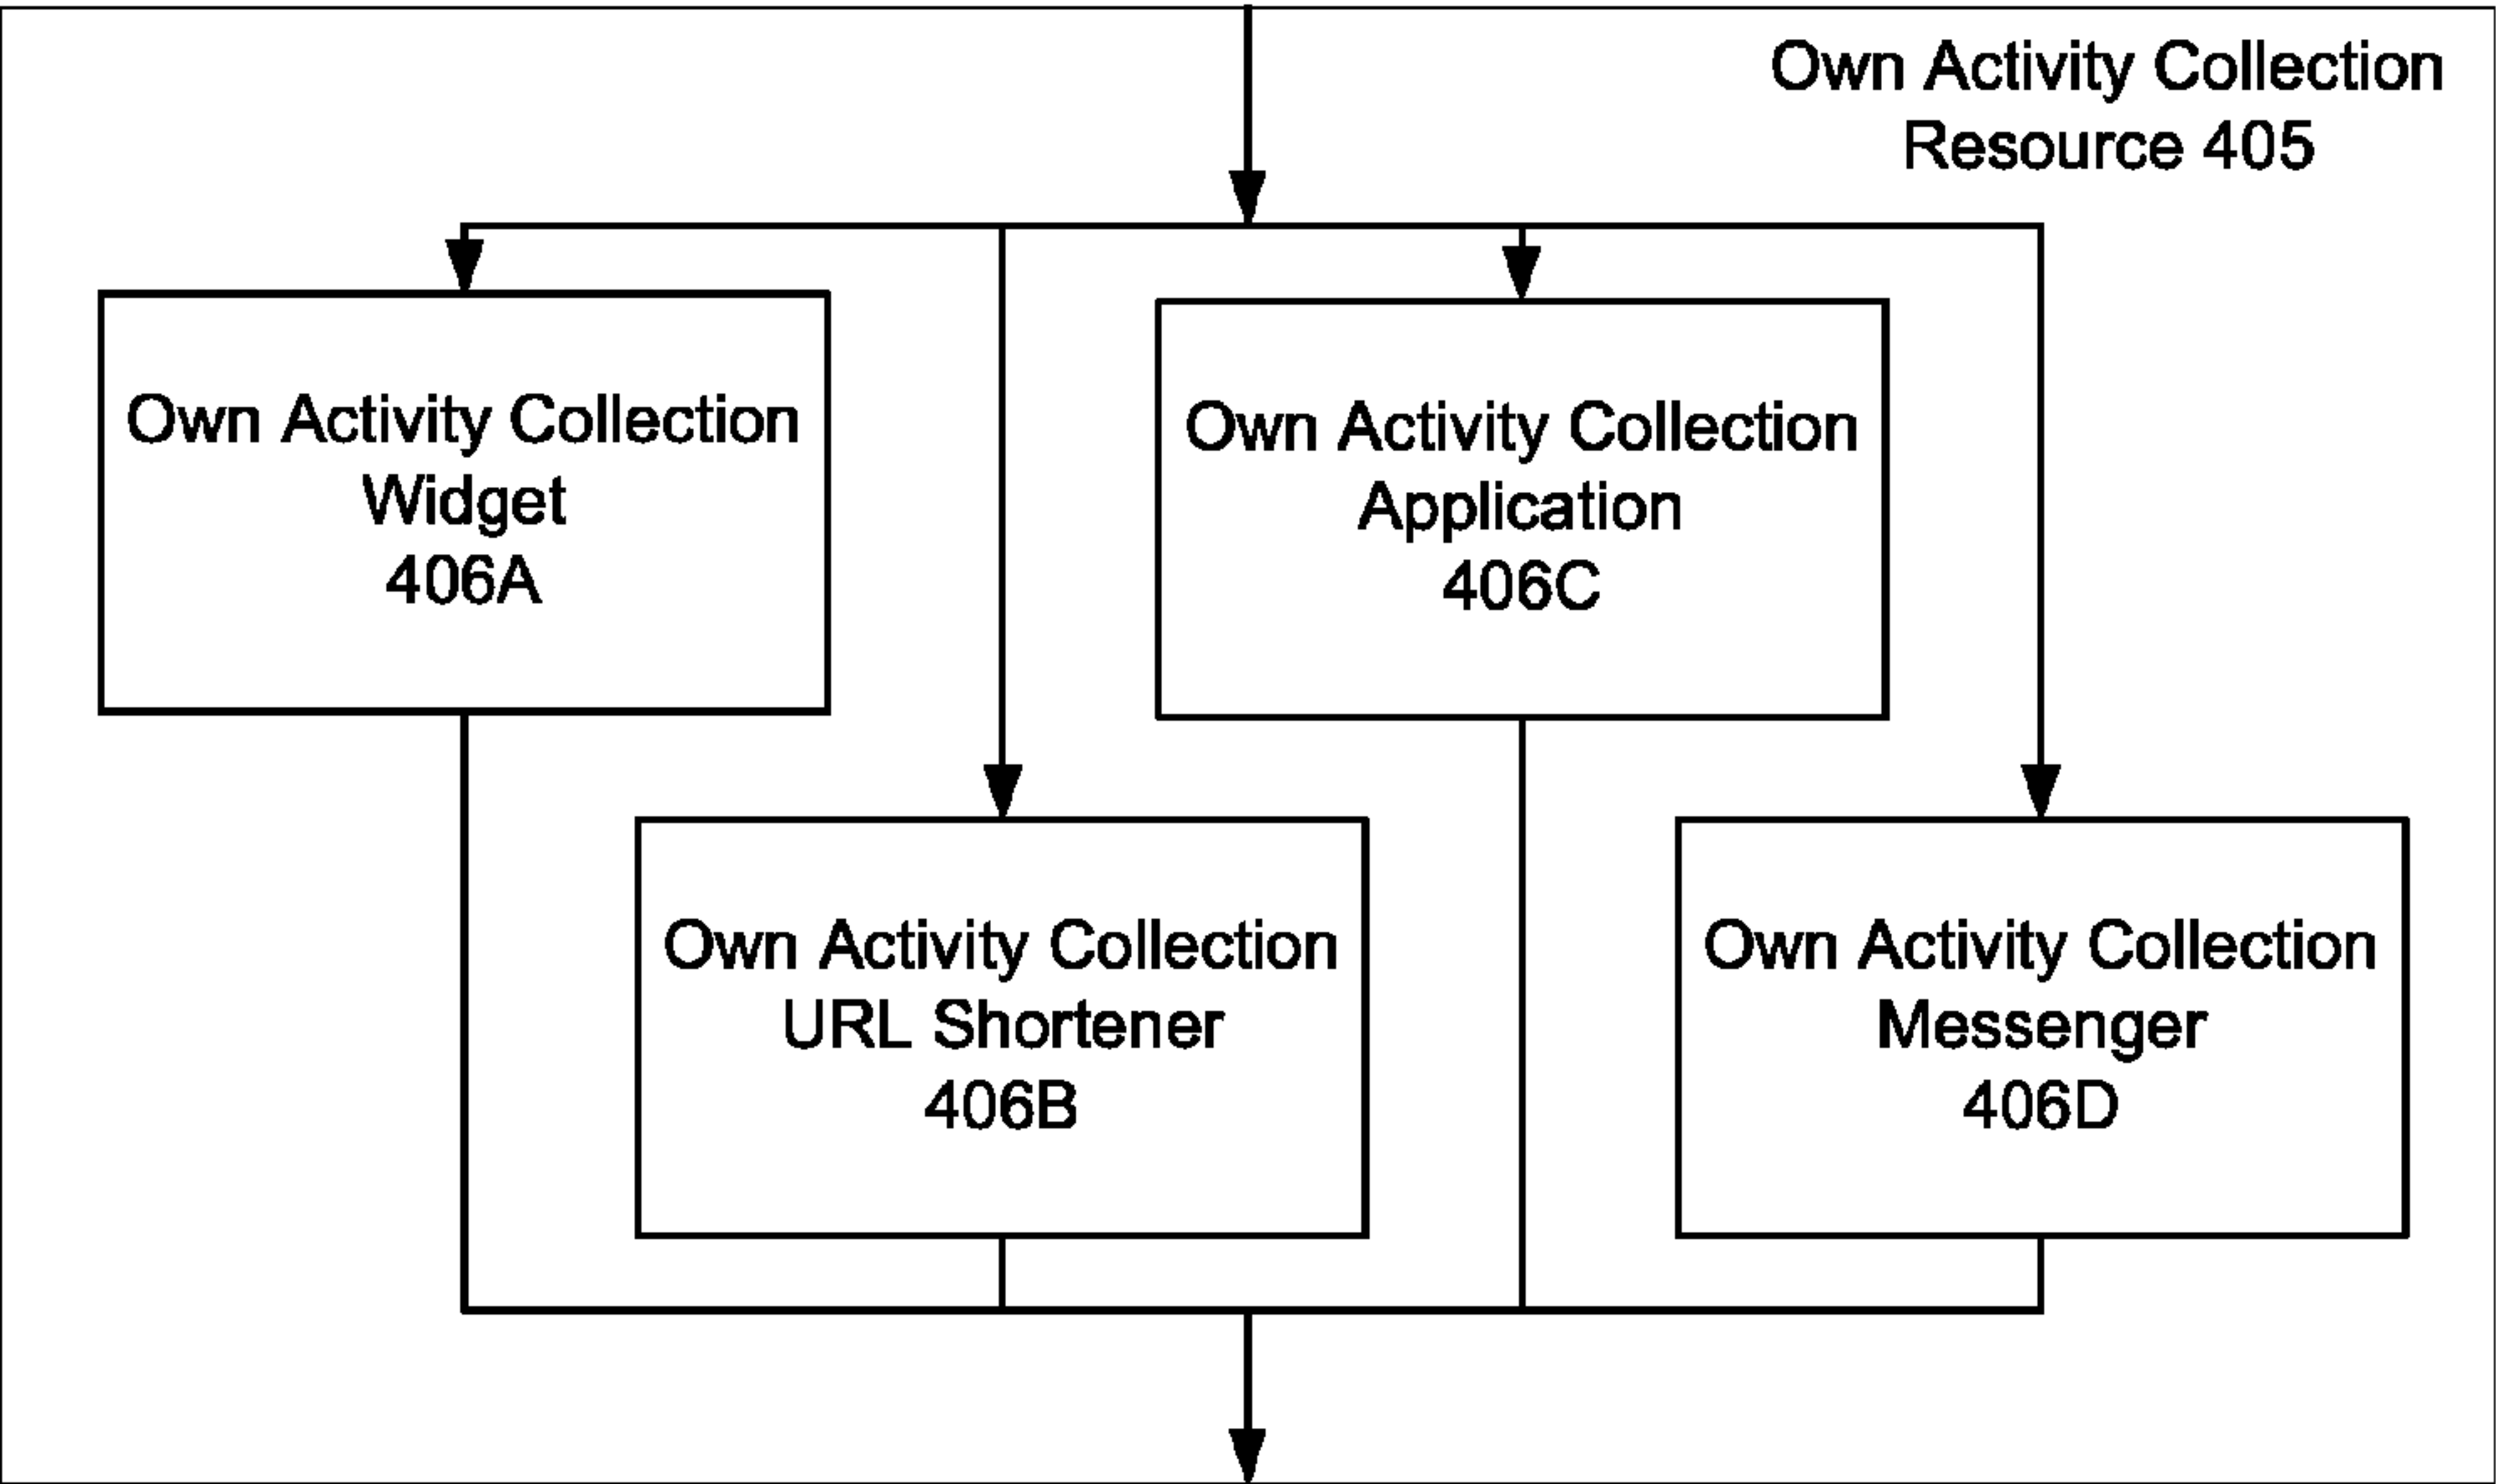 Own Activity Collection
Resource 405
Own Activity Collection
Widget
406A
Own Activity Collection
Application
406C
Own Activity Collection
URL Shortener
406B
Own Activity Collection
Messenger
406D